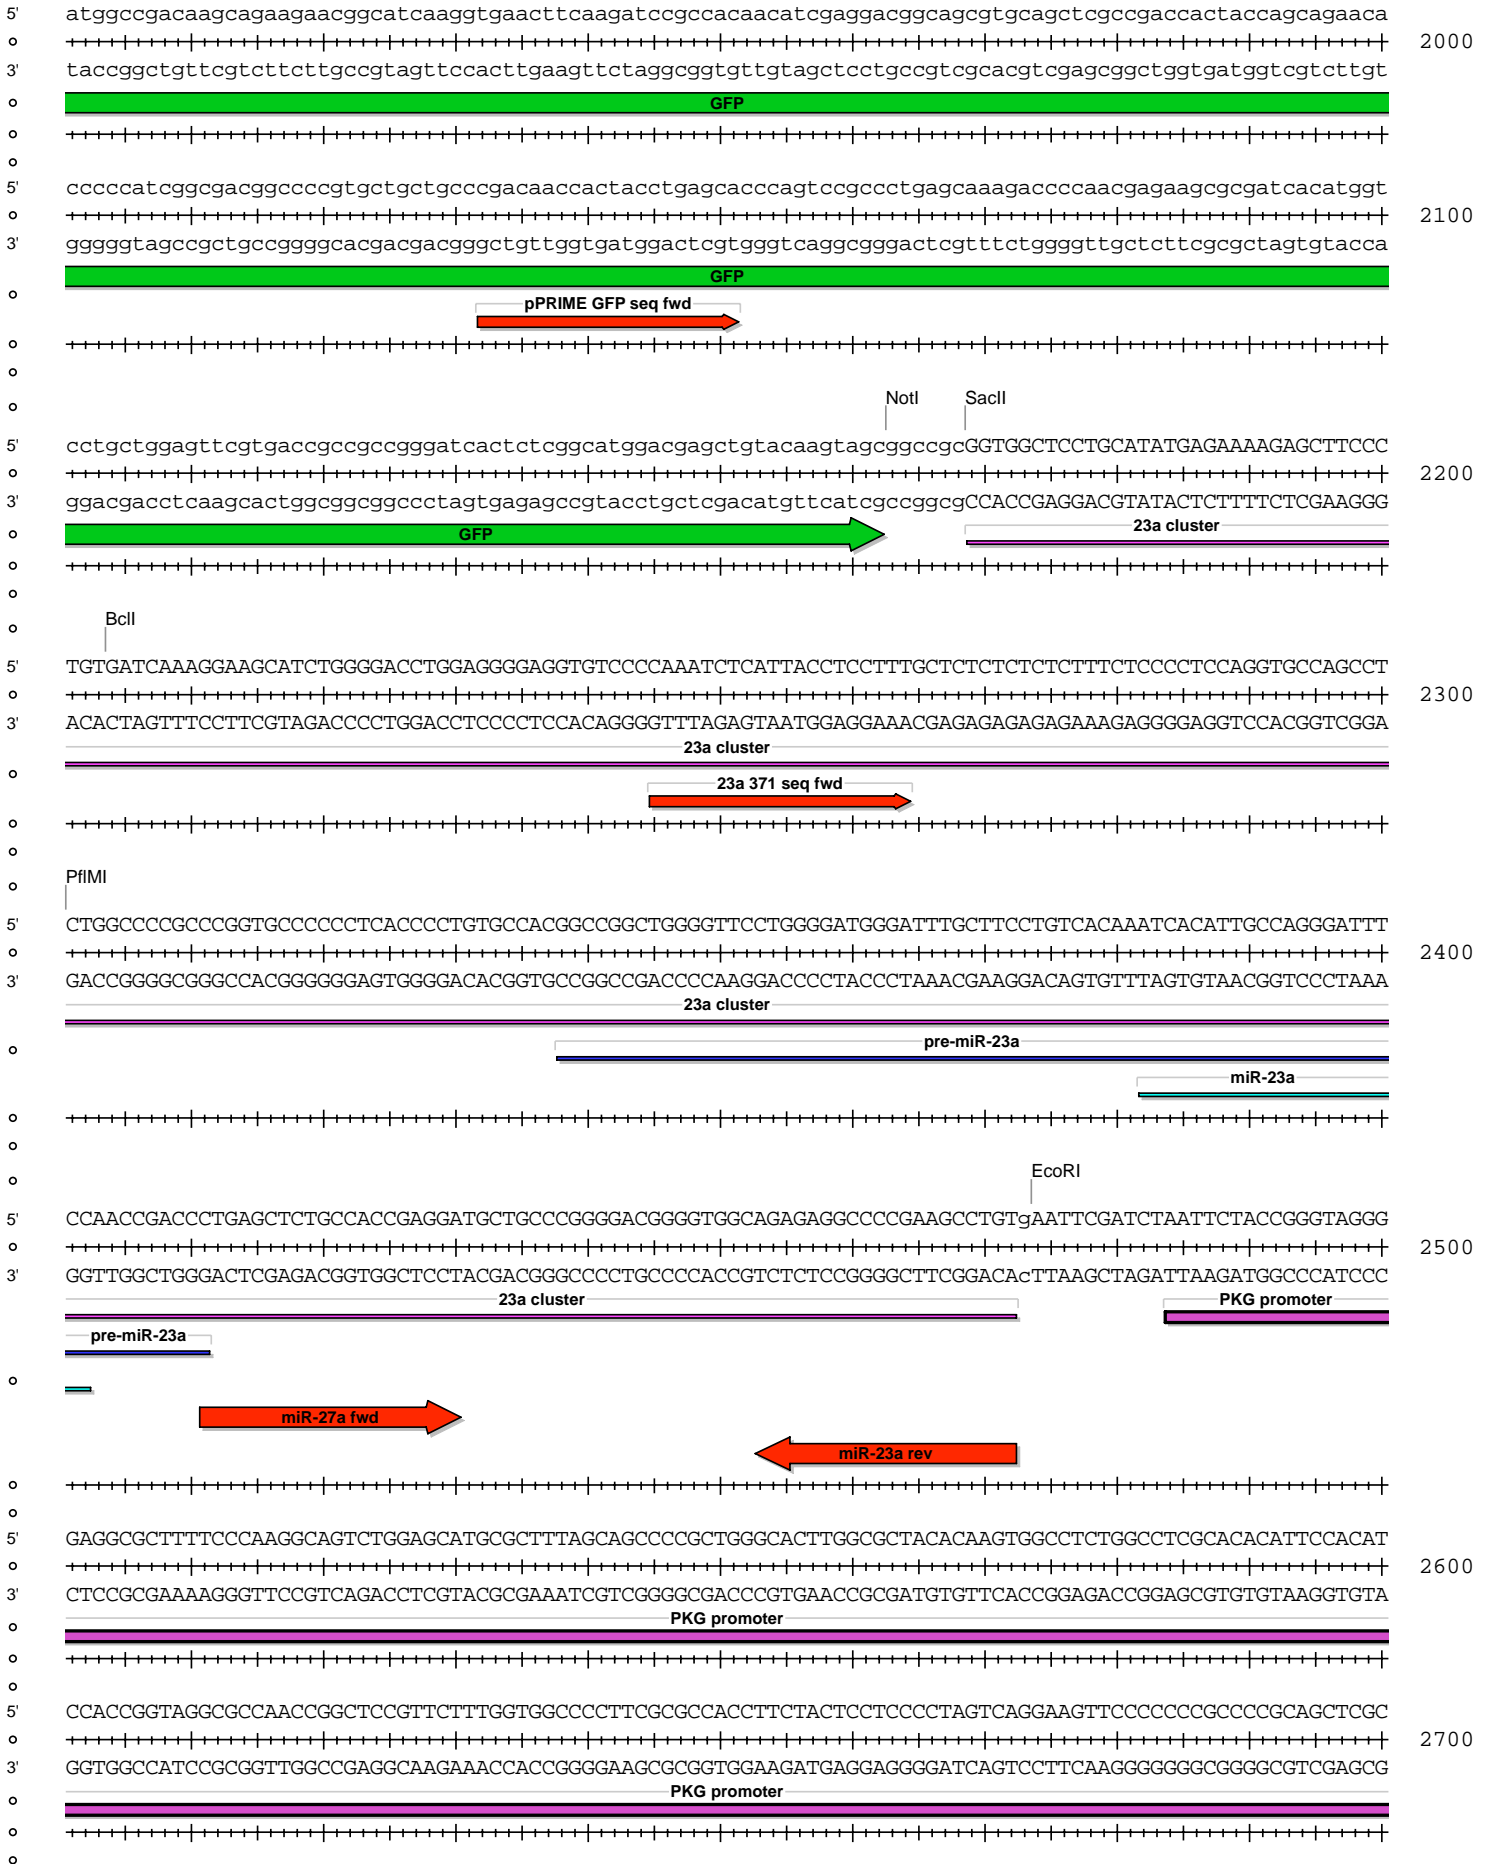 5' atggccgacaagcagaagaacggcatcaaggtgaacttcaagatccgccacaacatcgaggacggcagcgtgcagctcgccgaccactaccagcagaaca
2000
3' taccggctgttcgtcttcttgccgtagttccacttgaagttctaggcggtgttgtagctcctgccgtcgcacgtcgagcggctggtgatggtcgtcttgt
GFP
5' cccccatcggcgacggccccgtgctgctgcccgacaaccactacctgagcacccagtccgccctgagcaaagaccccaacgagaagcgcgatcacatggt
2100
3' gggggtagccgctgccggggcacgacgacgggctgttggtgatggactcgtgggtcaggcgggactcgtttctggggttgctcttcgcgctagtgtacca
GFP
pPRIME GFP seq fwd
NotI SacII
5' cctgctggagttcgtgaccgccgccgggatcactctcggcatggacgagctgtacaagtagcggccgcGGTGGCTCCTGCATATGAGAAAAGAGCTTCCC
2200
3' ggacgacctcaagcactggcggcggccctagtgagagccgtacctgctcgacatgttcatcgccggcgCCACCGAGGACGTATACTCTTTTCTCGAAGGG
23a cluster
GFP
BclI
5' TGTGATCAAAGGAAGCATCTGGGGACCTGGAGGGGAGGTGTCCCCAAATCTCATTACCTCCTTTGCTCTCTCTCTCTTTCTCCCCTCCAGGTGCCAGCCT
2300
3' ACACTAGTTTCCTTCGTAGACCCCTGGACCTCCCCTCCACAGGGGTTTAGAGTAATGGAGGAAACGAGAGAGAGAGAAAGAGGGGAGGTCCACGGTCGGA
23a cluster
23a 371 seq fwd
PflMI
5' CTGGCCCCGCCCGGTGCCCCCCTCACCCCTGTGCCACGGCCGGCTGGGGTTCCTGGGGATGGGATTTGCTTCCTGTCACAAATCACATTGCCAGGGATTT
2400
3' GACCGGGGCGGGCCACGGGGGGAGTGGGGACACGGTGCCGGCCGACCCCAAGGACCCCTACCCTAAACGAAGGACAGTGTTTAGTGTAACGGTCCCTAAA
23a cluster
pre-miR-23a
miR-23a
EcoRI
5' CCAACCGACCCTGAGCTCTGCCACCGAGGATGCTGCCCGGGGACGGGGTGGCAGAGAGGCCCCGAAGCCTGTgAATTCGATCTAATTCTACCGGGTAGGG
2500
3' GGTTGGCTGGGACTCGAGACGGTGGCTCCTACGACGGGCCCCTGCCCCACCGTCTCTCCGGGGCTTCGGACAcTTAAGCTAGATTAAGATGGCCCATCCC
23a cluster PKG promoter
pre-miR-23a
miR-27a fwd
miR-23a rev
5' GAGGCGCTTTTCCCAAGGCAGTCTGGAGCATGCGCTTTAGCAGCCCCGCTGGGCACTTGGCGCTACACAAGTGGCCTCTGGCCTCGCACACATTCCACAT
2600
3' CTCCGCGAAAAGGGTTCCGTCAGACCTCGTACGCGAAATCGTCGGGGCGACCCGTGAACCGCGATGTGTTCACCGGAGACCGGAGCGTGTGTAAGGTGTA
PKG promoter
5' CCACCGGTAGGCGCCAACCGGCTCCGTTCTTTGGTGGCCCCTTCGCGCCACCTTCTACTCCTCCCCTAGTCAGGAAGTTCCCCCCCGCCCCGCAGCTCGC
2700
3' GGTGGCCATCCGCGGTTGGCCGAGGCAAGAAACCACCGGGGAAGCGCGGTGGAAGATGAGGAGGGGATCAGTCCTTCAAGGGGGGGCGGGGCGTCGAGCG
PKG promoter